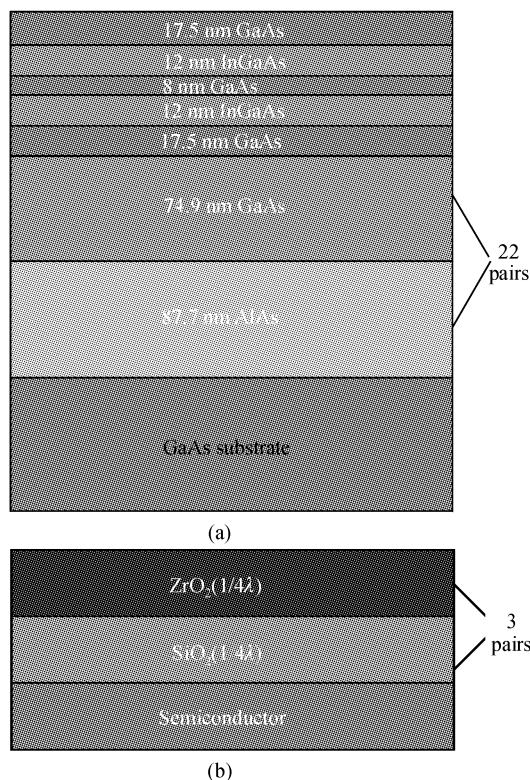 17.5 nm GaAs
12 nm InGaAs
8 nm GaAs
12 nm InGaAs
17.5 nm GaAs
74.9 nm GaAs
22
pairs
87.7 nm AlAs
GaAs substrate
(a)
ZrO₂(1/4λ)
3
pairs
SiO₂(1/4λ)
Semiconductor
(b)